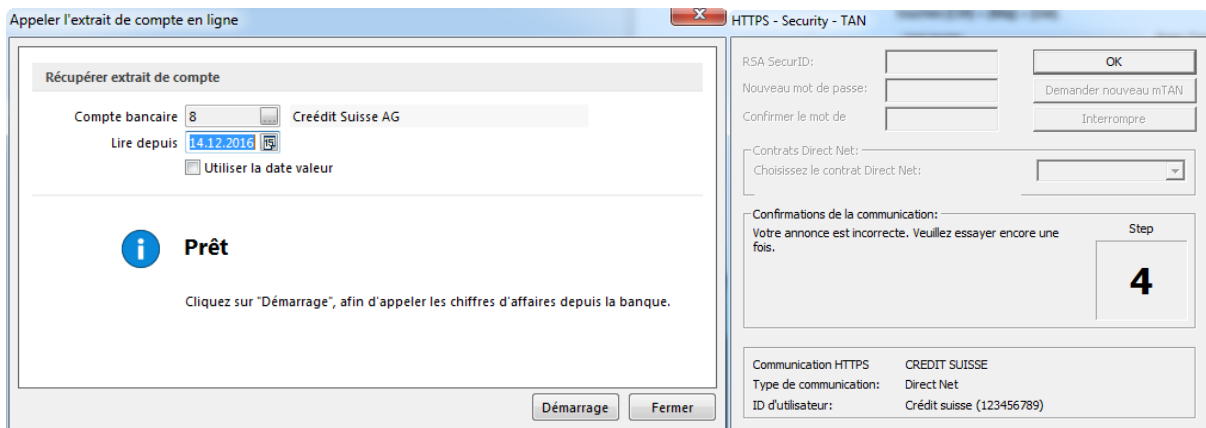 Appeler l'extrait de compte en ligne
Récupérer extrait de compte
Compte bancaire 8 ... Creédit Suisse AG
Lire depuis 14.12.2016 15
Utiliser la date valeur
i
Prêt
Cliquez sur "Démarrage", afin d'appeler les chiffres d'affaires depuis la banque.
Démarrage Fermer
HTTPS - Security - TAN
RSA SecurID: OK
Nouveau mot de passe: Demander nouveau mTAN
Confirmer le mot de Interrompre
Contrats Direct Net:
Choisissez le contrat Direct Net:
Confirmations de la communication:
Votre annonce est incorrecte. Veuillez essayer encore une
fois.
Step
4
Communication HTTPS CREDIT SUISSE
Type de communication: Direct Net
ID d'utilisateur: Crédit suisse (123456789)